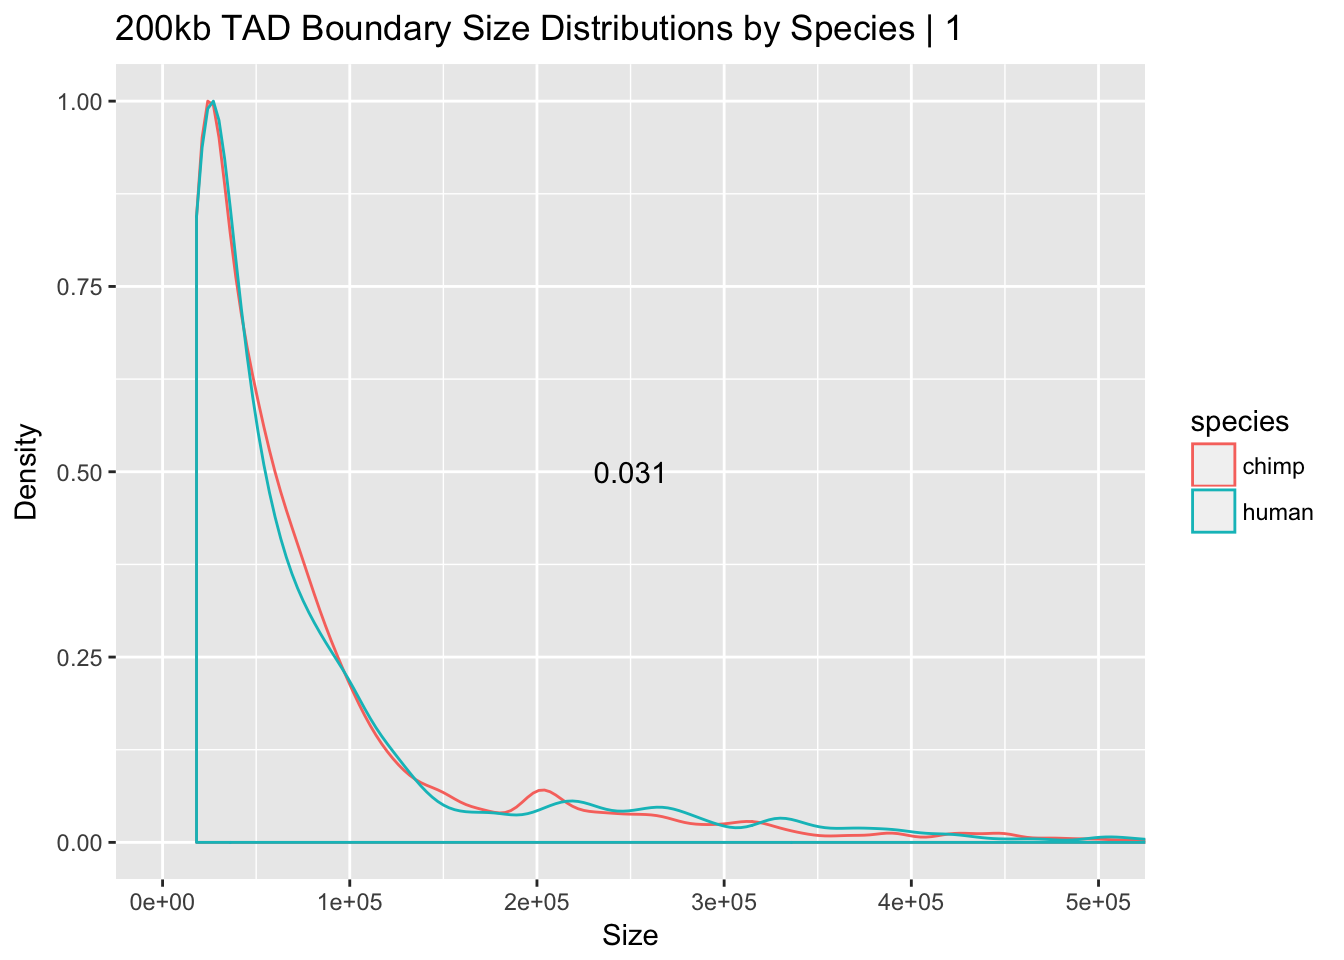 200kb TAD Boundary Size Distributions by Species | 1
1.00
0.75
0.50
0.25
0.00
Density
0.031
0e+00 1e+05 2e+05 3e+05 4e+05 5e+05
Size
species
chimp
human